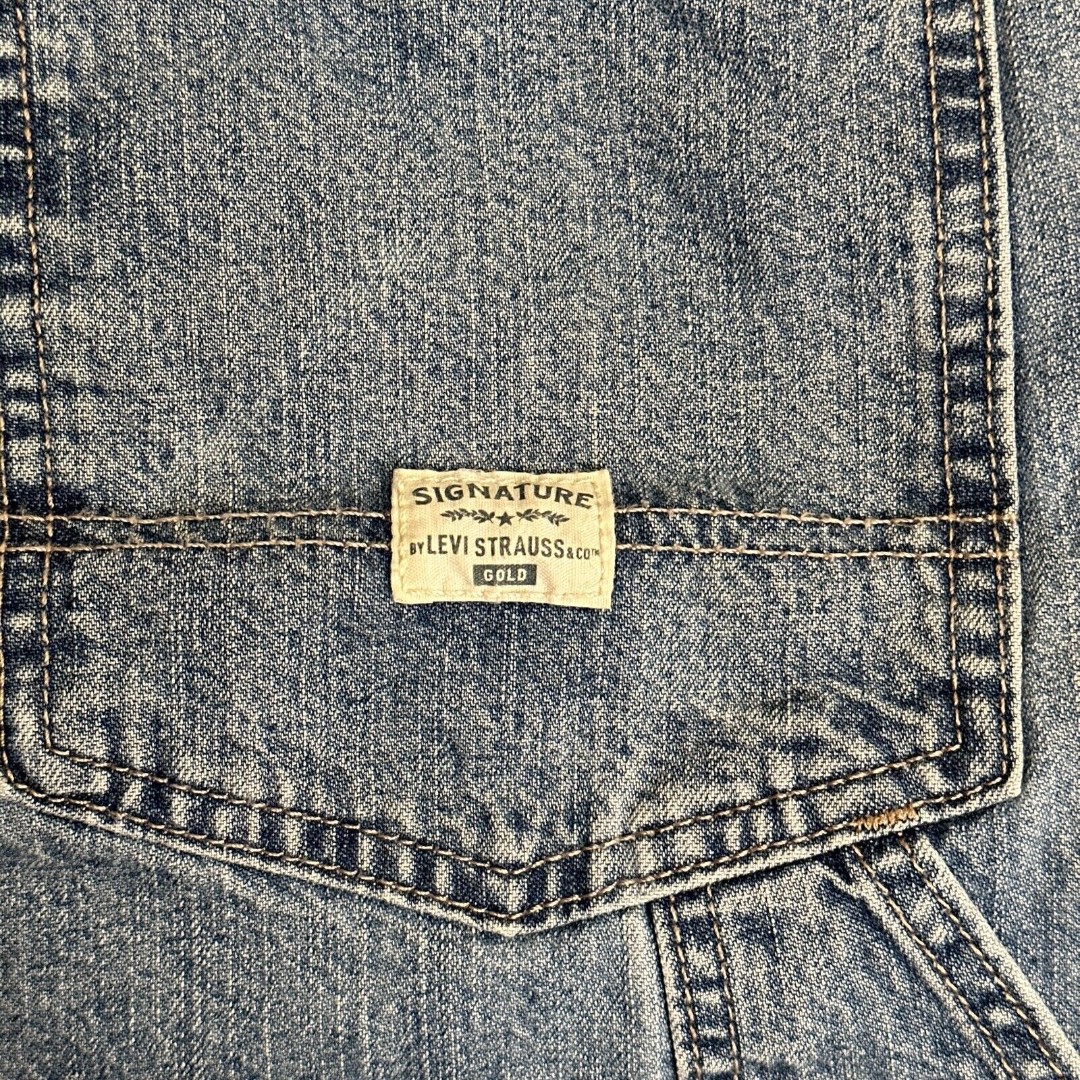 SIGNATURE
BY LEVI STRAUSS & CO™
GOLD